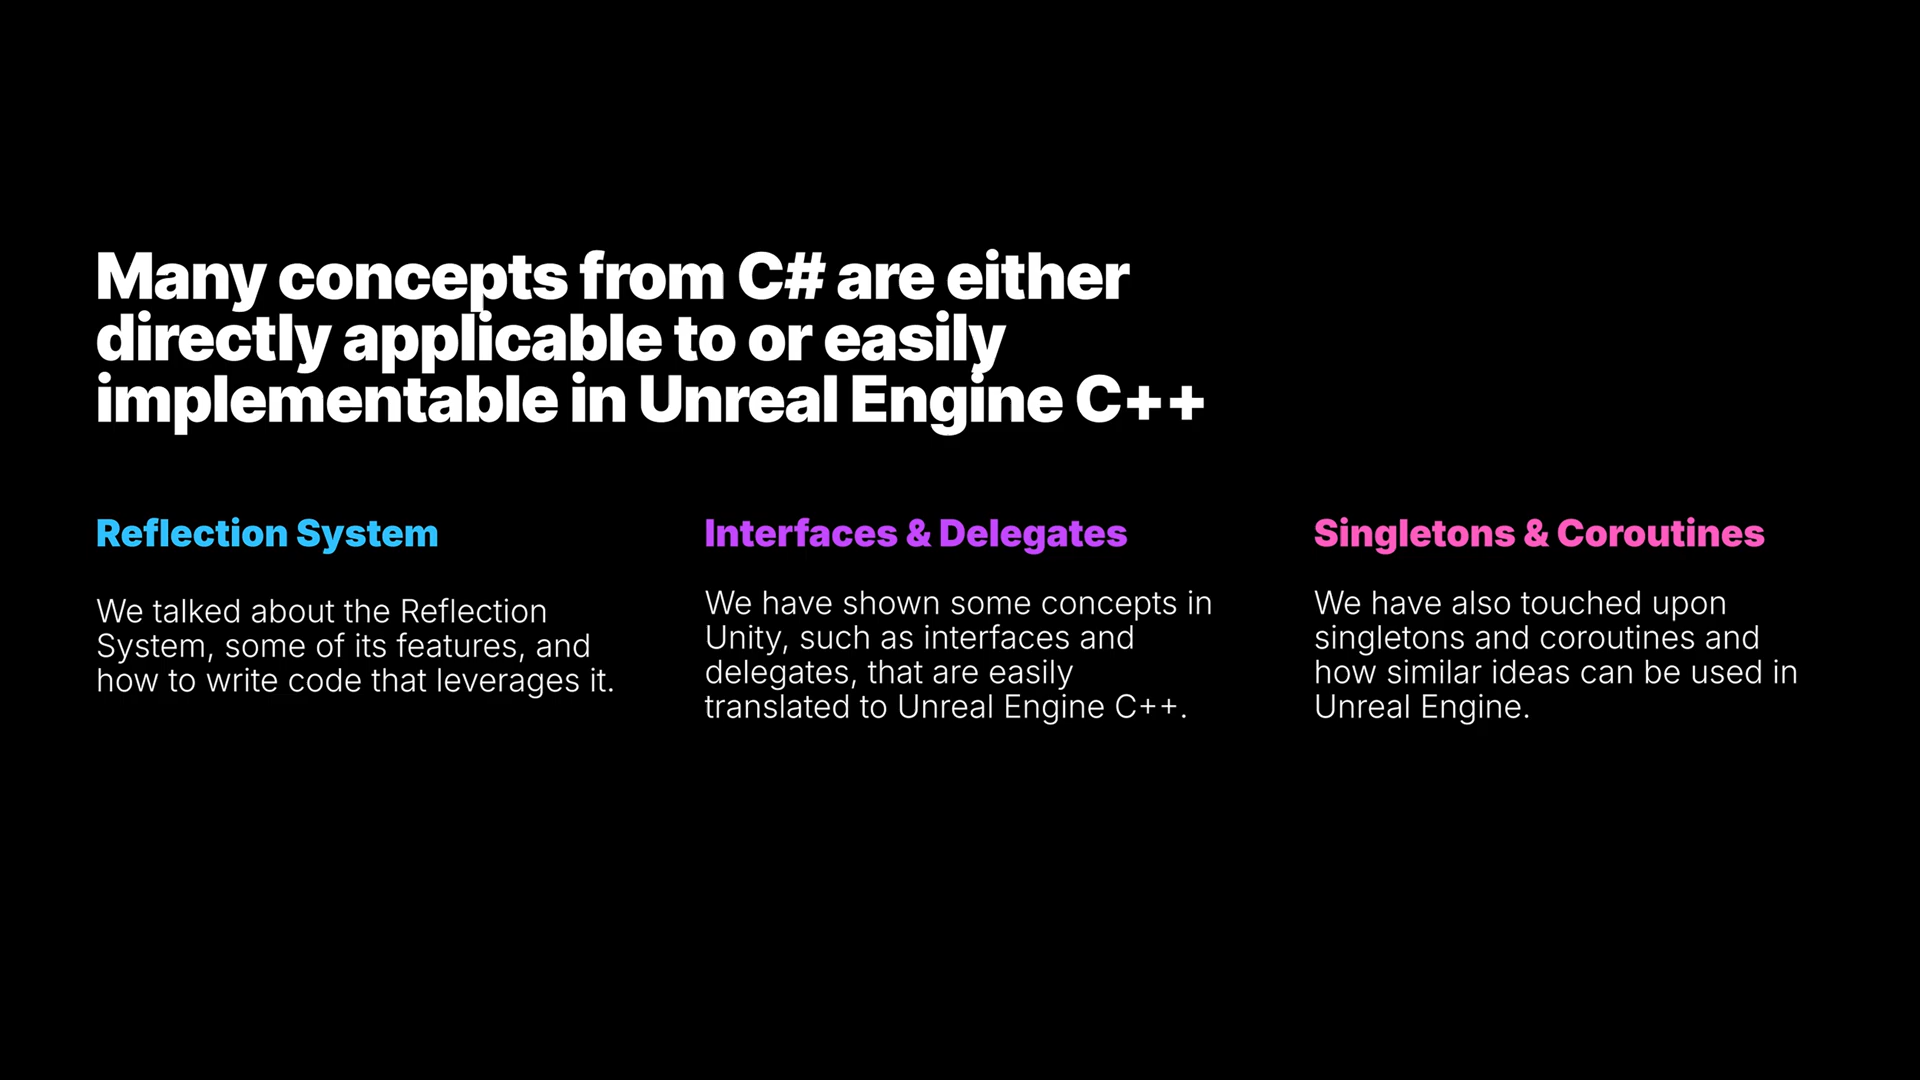 Many concepts from C# are either
directly applicable to or easily
implementable in Unreal Engine C++
Reflection System
We talked about the Reflection
System, some of its features, and
how to write code that leverages it.
Interfaces & Delegates
We have shown some concepts in
Unity, such as interfaces and
delegates, that are easily
translated to Unreal Engine C++.
Singletons & Coroutines
We have also touched upon
singletons and coroutines and
how similar ideas can be used in
Unreal Engine.